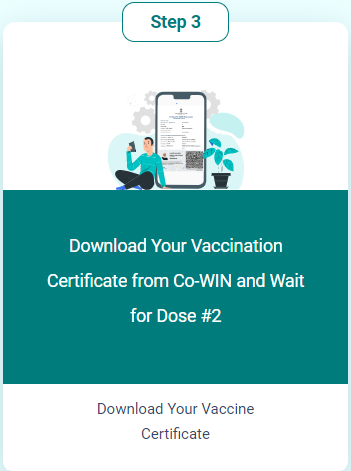 Step 3
Download Your Vaccination
Certificate from Co-WIN and Wait
for Dose #2
Download Your Vaccine
Certificate